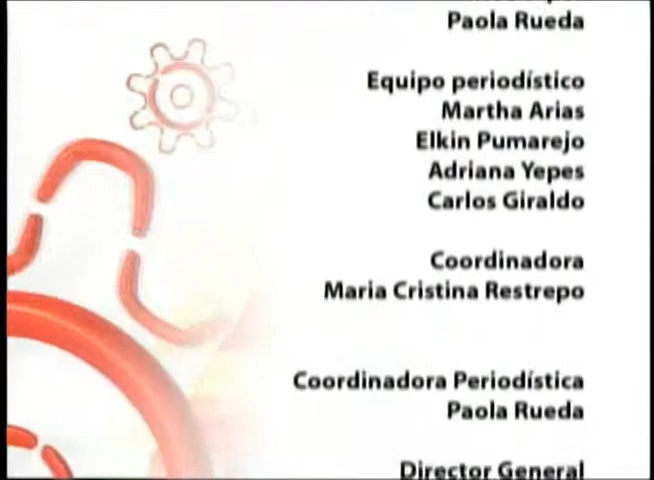 Paola Rueda
Equipo periodístico
Martha Arias
Elkin Pumarejo
Adriana Yepes
Carlos Giraldo
Coordinadora
Maria Cristina Restrepo
Coordinadora Periodística
Paola Rueda
Director General